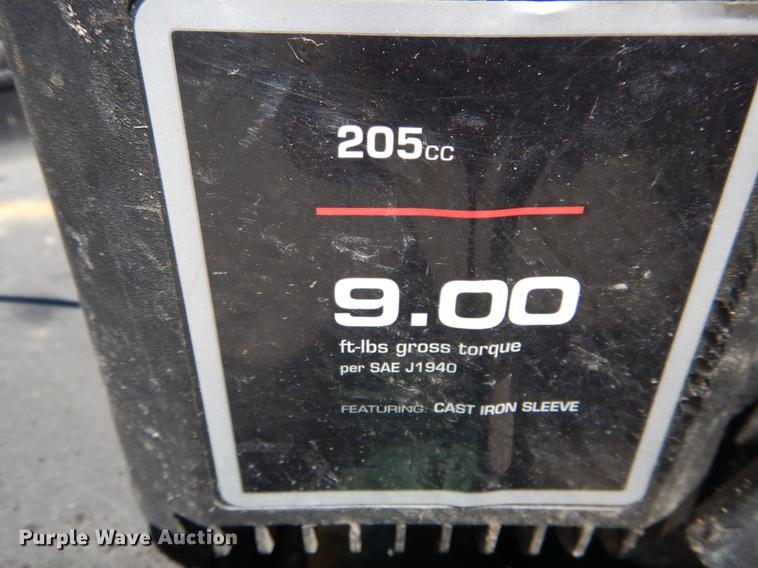 205cc
9.00
ft-lbs gross torque
per SAE J1940
FEATURING: CAST IRON SLEEVE
Purple Wave Auction